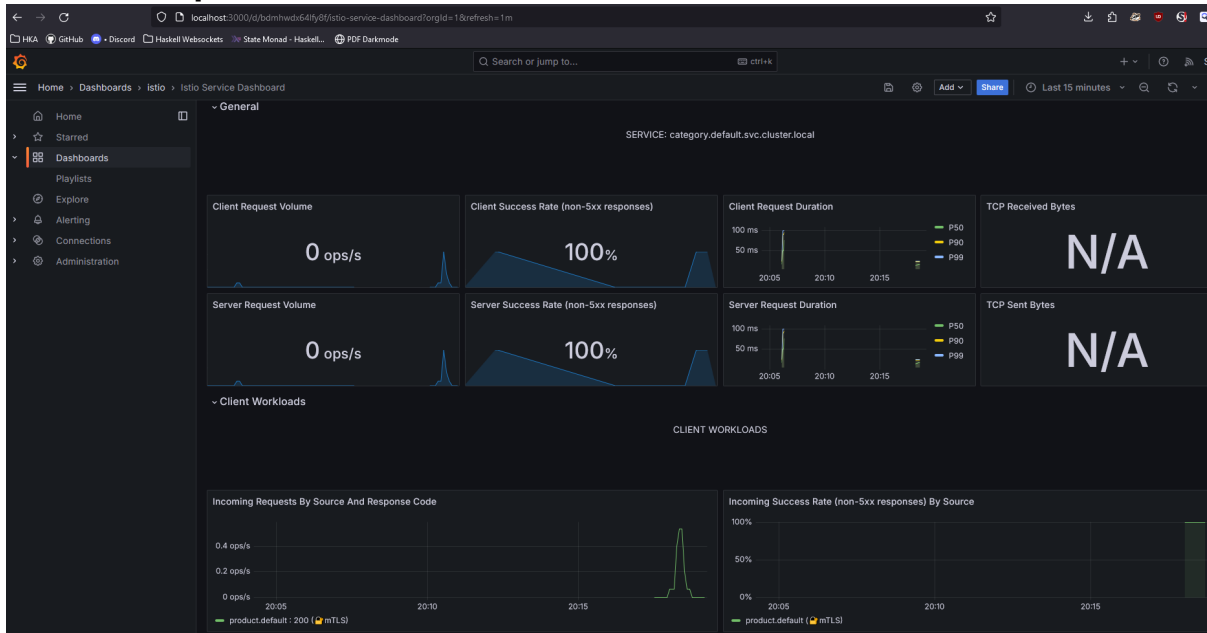 localhost:3000/d/bdmhwdx64lfy8f/istio-service-dashboard?orgId=1&refresh=1m
HKA GitHub • Discord Haskell Websockets State Monad - Haskell... PDF Darkmode
Search or jump to... ctrl+k
Home › Dashboards › istio › Istio Service Dashboard
Add Share Last 15 minutes
Home
Starred
Dashboards
Playlists
Explore
Alerting
Connections
Administration
General
SERVICE: category.default.svc.cluster.local
Client Request Volume
0 ops/s
Client Success Rate (non-5xx responses)
100%
Client Request Duration
100 ms
50 ms
20:05 20:10 20:15
P50
P90
P99
TCP Received Bytes
N/A
Server Request Volume
0 ops/s
Server Success Rate (non-5xx responses)
100%
Server Request Duration
100 ms
50 ms
20:05 20:10 20:15
P50
P90
P99
TCP Sent Bytes
N/A
Client Workloads
CLIENT WORKLOADS
Incoming Requests By Source And Response Code
0.4 ops/s
0.2 ops/s
0 ops/s
20:05 20:10 20:15
product.default : 200 (🔐mTLS)
Incoming Success Rate (non-5xx responses) By Source
100%
50%
0%
20:05 20:10 20:15
product.default (🔐mTLS)